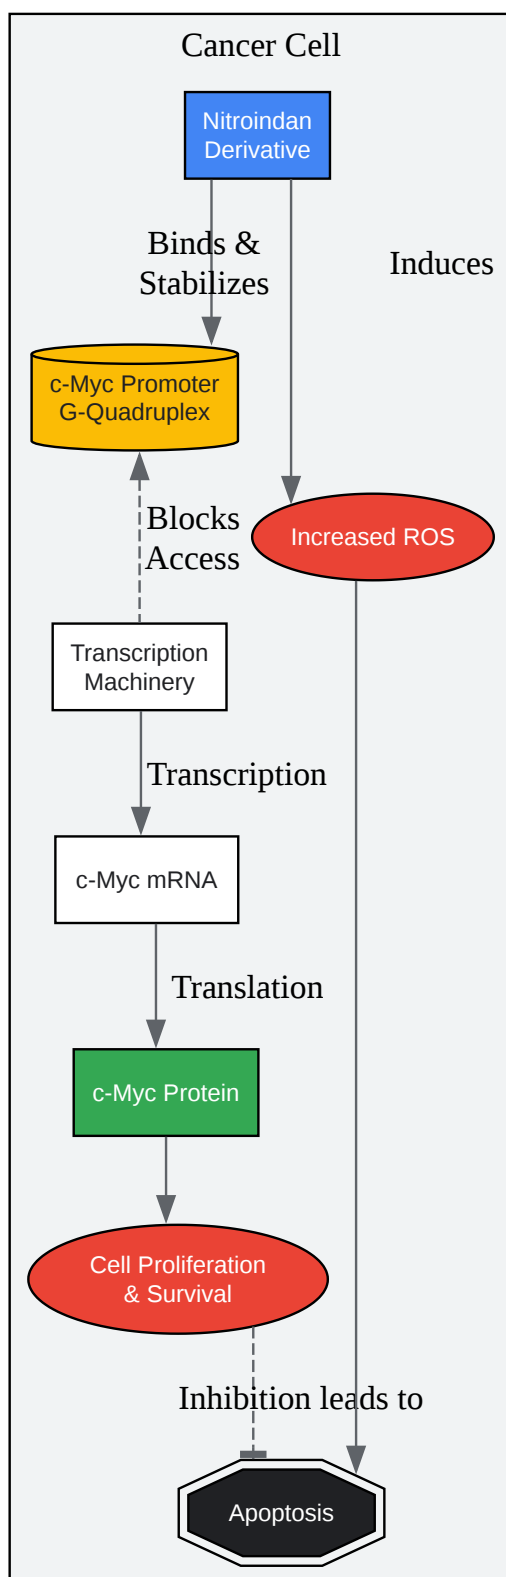 Cancer Cell
Nitroindan
Derivative
Binds &
Stabilizes
Induces
c-Myc Promoter
G-Quadruplex
Blocks
Access
Increased ROS
Transcription
Machinery
Transcription
c-Myc mRNA
Translation
c-Myc Protein
Cell Proliferation
& Survival
Inhibition leads to
Apoptosis